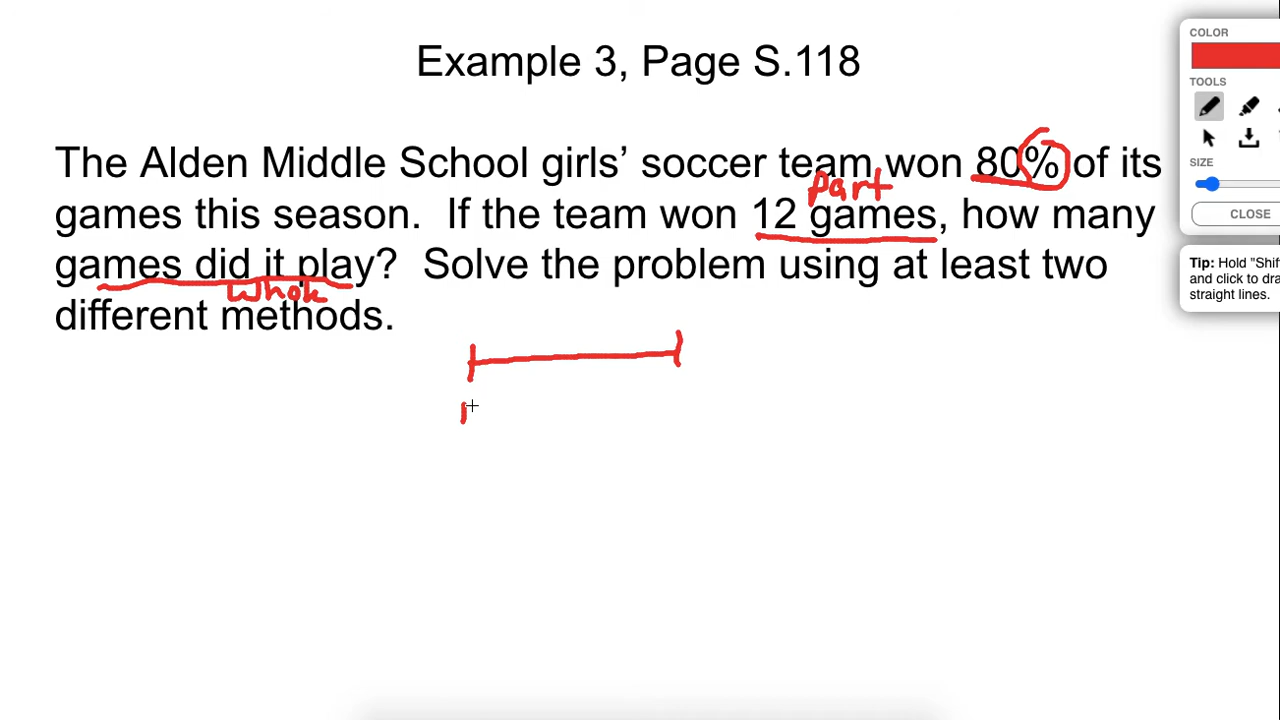 Example 3, Page S.118
The Alden Middle School girls’ soccer team won 80% of its
part
games this season. If the team won 12 games, how many
games did it play? Solve the problem using at least two
whole
different methods.
COLOR
TOOLS
SIZE
CLOSE
Tip: Hold "Shif
and click to dra
straight lines.